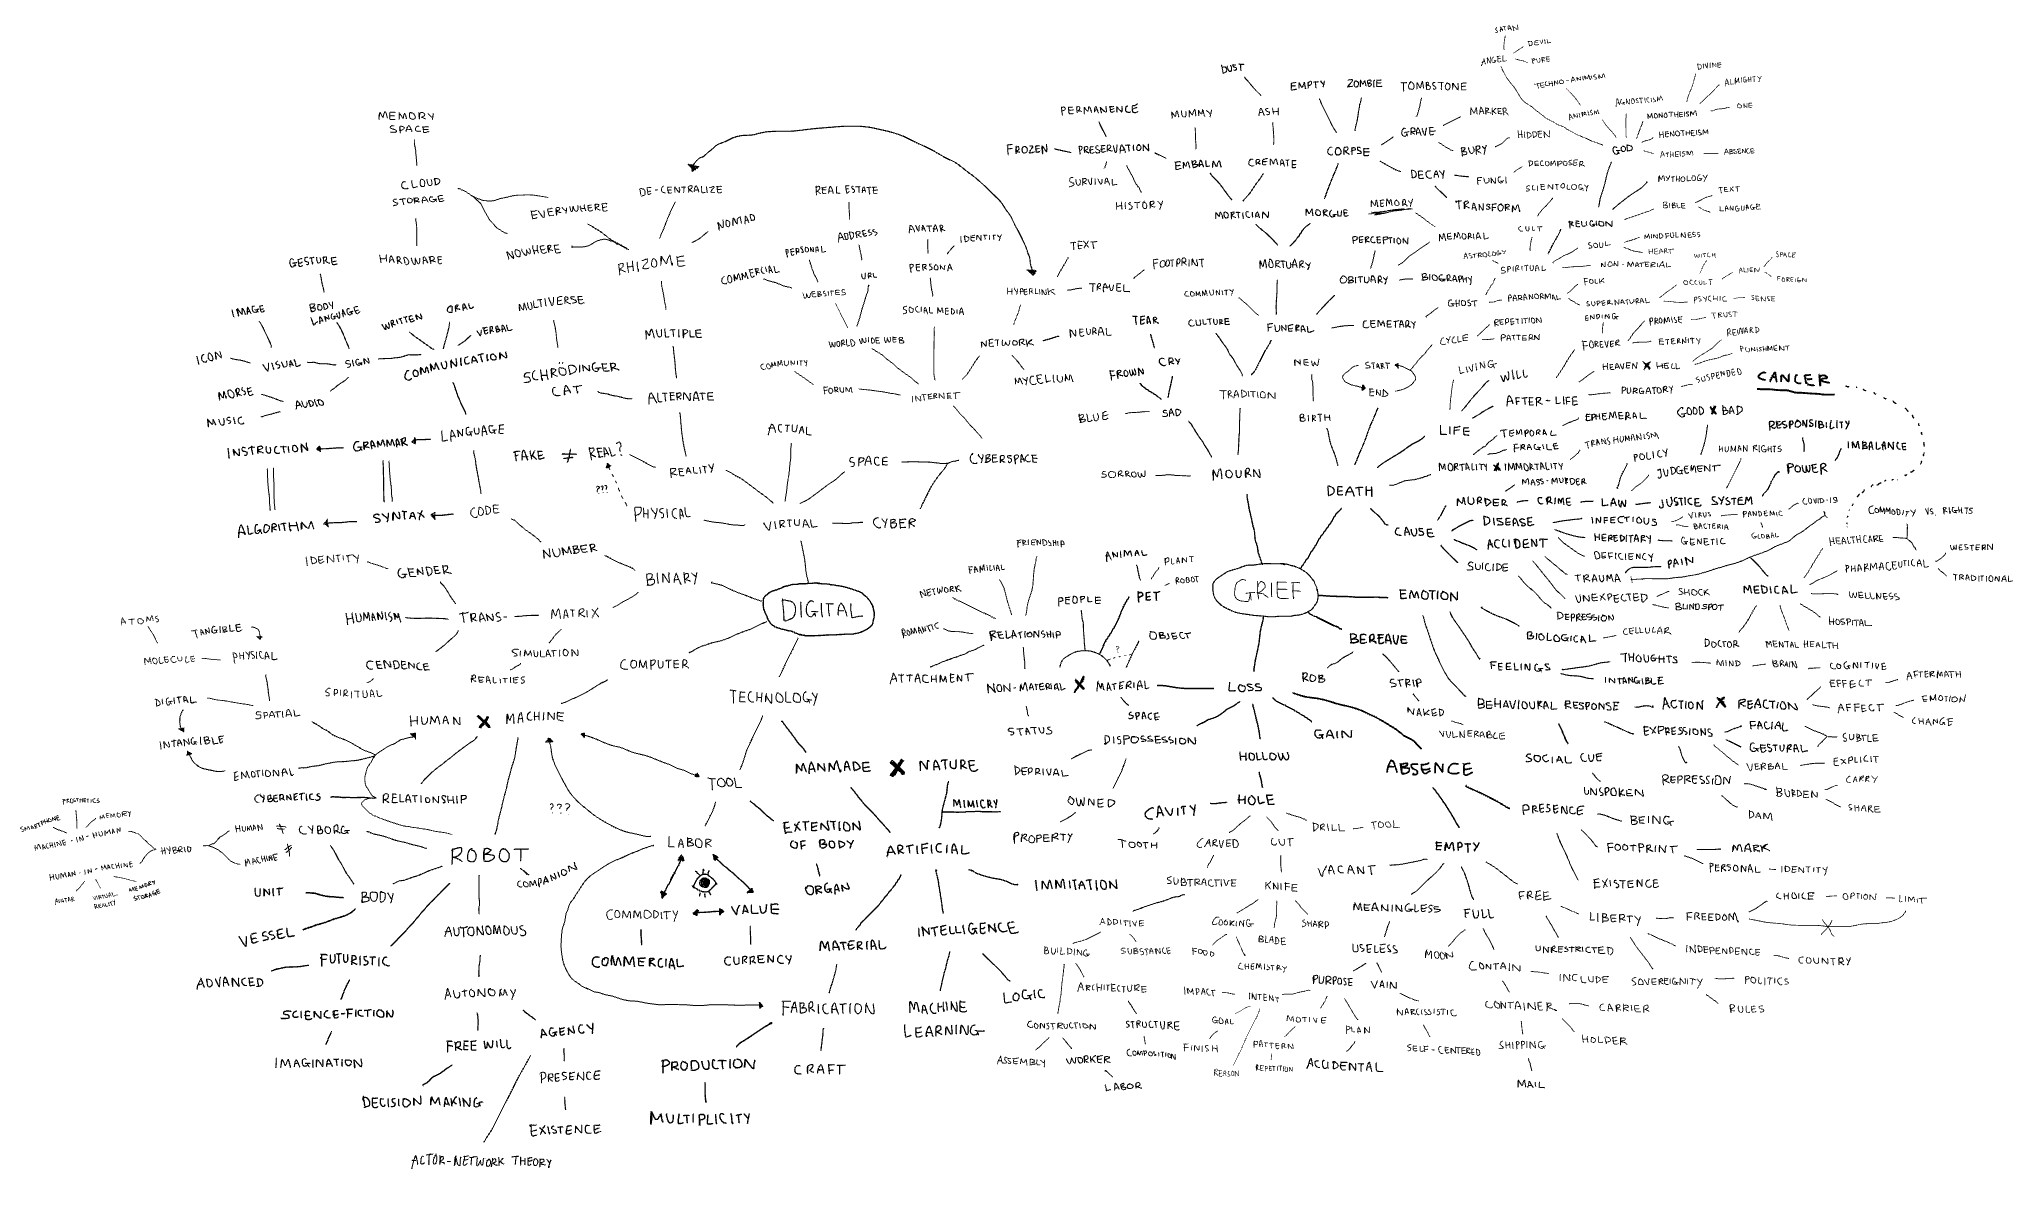 SATAN
DEVIL
ANGEL
PURE
DUST
TECHNO-ANIMISM
DIVINE
ALMIGHTY
EMPTY
ZOMBIE
TOMBSTONE
AGNOSTICISM
ONE
PERMANENCE
MUMMY
ASH
MARKER
ANIMISM
MONOTHEISM
MEMORY
SPACE
GRAVE
HIDDEN
HENOTHEISM
FROZEN
PRESERVATION
EMBALM
CREMATE
CORPSE
BURY
GOD
ATHEISM
ABSENCE
DECOMPOSER
DECAY
FUNGI
CLOUD
STORAGE
DE-CENTRALIZE
REAL ESTATE
SURVIVAL
SCIENTOLOGY
MYTHOLOGY
TEXT
HISTORY
MORTICIAN
MORGUE
MEMORY
TRANSFORM
BIBLE
LANGUAGE
EVERYWHERE
NOMAD
RELIGION
CULT
NOWHERE
ADDRESS
AVATAR
IDENTITY
TEXT
PERCEPTION
MEMORIAL
SOUL
MINDFULNESS
HEART
GESTURE
HARDWARE
RHIZOME
PERSONAL
PERSONA
FOOTPRINT
MORTUARY
ASTROLOGY
SPIRITUAL
NON-MATERIAL
WITCH
SPACE
COMMERCIAL
URL
OBITUARY
BIOGRAPHY
FOLK
OCCULT
ALIEN
FOREIGN
WEBSITES
HYPERLINK
TRAVEL
COMMUNITY
GHOST
PARANORMAL
SUPERNATURAL
PSYCHIC
SENSE
IMAGE
BODY
LANGUAGE
WRITTEN
ORAL
MULTIVERSE
SOCIAL MEDIA
CULTURE
FUNERAL
CEMETARY
REPETITION
ENDING
PROMISE
TRUST
VERBAL
MULTIPLE
WORLD WIDE WEB
NETWORK
NEURAL
TEAR
CYCLE
PATTERN
FOREVER
ETERNITY
REWARD
PUNISHMENT
ICON
VISUAL
SIGN
COMMUNICATION
SCHRÖDINGER
CAT
COMMUNITY
CRY
NEW
START
LIVING
WILL
HEAVEN X HELL
SUSPENDED
CANCER
FROWN
MORSE
AUDIO
ALTERNATE
FORUM
INTERNET
MYCELIUM
TRADITION
END
AFTER-LIFE
PURGATORY
MUSIC
BLUE
SAD
BIRTH
EPHEMERAL
GOOD X BAD
LIFE
TEMPORAL
FRAGILE
TRANSHUMANISM
RESPONSIBILITY
INSTRUCTION
GRAMMAR
LANGUAGE
ACTUAL
IMBALANCE
FAKE ≠ REAL?
REALITY
SPACE
CYBERSPACE
SORROW
MOURN
MORTALITY X IMMORTALITY
POLICY
JUDGEMENT
HUMAN RIGHTS
POWER
???
MASS-MURDER
DEATH
MURDER
CRIME
LAW
JUSTICE SYSTEM
COVID-19
ALGORITHM
SYNTAX
CODE
PHYSICAL
VIRTUAL
CYBER
CAUSE
DISEASE
INFECTIOUS
VIRUS
PANDEMIC
BACTERIA
COMMODITY VS. RIGHTS
NUMBER
FRIENDSHIP
ACCIDENT
HEREDITARY
GENETIC
GLOBAL
HEALTHCARE
IDENTITY
GENDER
BINARY
ANIMAL
PLANT
DEFICIENCY
PAIN
WESTERN
FAMILIAL
SUICIDE
TRAUMA
PHARMACEUTICAL
TRADITIONAL
NETWORK
ROBOT
PET
PEOPLE
GRIEF
EMOTION
UNEXPECTED
SHOCK
BLINDSPOT
MEDICAL
WELLNESS
DIGITAL
HUMANISM
TRANS-
MATRIX
DEPRESSION
HOSPITAL
ATOMS
TANGIBLE
ROMANTIC
RELATIONSHIP
OBJECT
?
BEREAVE
BIOLOGICAL
CELLULAR
DOCTOR
MENTAL HEALTH
MOLECULE
PHYSICAL
CENDENCE
SIMULATION
COMPUTER
FEELINGS
THOUGHTS
MIND
BRAIN
COGNITIVE
REALITIES
ATTACHMENT
NON-MATERIAL X MATERIAL
LOSS
ROB
STRIP
INTANGIBLE
EFFECT
AFTERMATH
SPIRITUAL
TECHNOLOGY
DIGITAL
SPATIAL
HUMAN X MACHINE
SPACE
STATUS
NAKED
BEHAVIOURAL RESPONSE
ACTION X REACTION
AFFECT
EMOTION
CHANGE
INTANGIBLE
DISPOSSESSION
GAIN
VULNERABLE
EXPRESSIONS
FACIAL
GESTURAL
SUBTLE
HOLLOW
SOCIAL CUE
VERBAL
EXPLICIT
EMOTIONAL
TOOL
MANMADE X NATURE
DEPRIVAL
ABSENCE
REPRESSION
CARRY
CYBERNETICS
RELATIONSHIP
???
MIMICRY
OWNED
CAVITY
HOLE
UNSPOKEN
BURDEN
SHARE
PROSTHETICS
SMARTPHONE
MEMORY
MACHINE-IN-HUMAN
HUMAN ≠
CYBORG
EXTENTION
OF BODY
PROPERTY
TOOTH
DRILL
TOOL
PRESENCE
BEING
DAM
HYBRID
MACHINE ≠
ROBOT
LABOR
ARTIFICIAL
CARVED
CUT
EMPTY
FOOTPRINT
MARK
HUMAN-IN-MACHINE
AVATAR
VIRTUAL
REALITY
MEMORY
STORAGE
UNIT
COMPANION
ORGAN
IMMITATION
SUBTRACTIVE
KNIFE
VACANT
PERSONAL
IDENTITY
EXISTENCE
BODY
COMMODITY
VALUE
MEANINGLESS
FULL
FREE
CHOICE
OPTION
LIMIT
VESSEL
AUTONOMOUS
INTELLIGENCE
ADDITIVE
COOKING
SHARP
LIBERTY
FREEDOM
MATERIAL
BUILDING
SUBSTANCE
FOOD
BLADE
USELESS
MOON
UNRESTRICTED
INDEPENDENCE
COUNTRY
FUTURISTIC
COMMERCIAL
CURRENCY
CHEMISTRY
CONTAIN
INCLUDE
ADVANCED
AUTONOMY
LOGIC
ARCHITECTURE
IMPACT
INTENT
PURPOSE
VAIN
SOVEREIGNITY
POLITICS
SCIENCE-FICTION
FABRICATION
MACHINE
LEARNING
CONTAINER
CARRIER
RULES
AGENCY
CONSTRUCTION
STRUCTURE
GOAL
MOTIVE
PLAN
NARCISSISTIC
FREE WILL
COMPOSITION
FINISH
PATTERN
SELF-CENTERED
SHIPPING
HOLDER
IMAGINATION
PRODUCTION
CRAFT
ASSEMBLY
WORKER
REASON
REPETITION
ACCIDENTAL
PRESENCE
LABOR
MAIL
DECISION MAKING
MULTIPLICITY
EXISTENCE
ACTOR-NETWORK THEORY